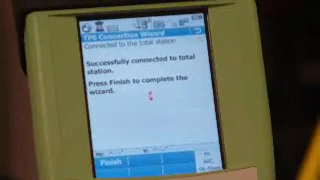 TPS Connection Wizard
Connected to the total station
Successfully connected to total
station.
Press Finish to complete the
wizard.
Finish